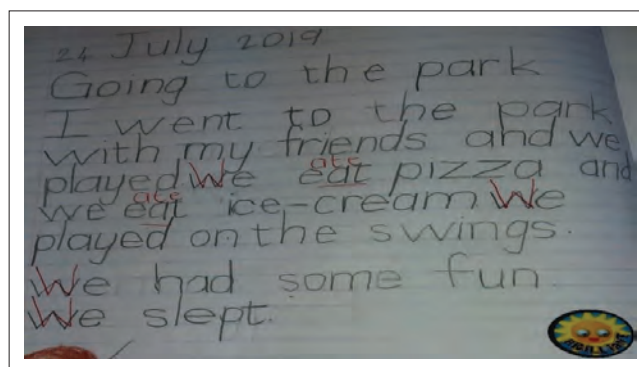 24 July 2019
Going to the park
I went to the park
with my friends and we
ate
played We eat pizza and
ate
we eat ice-cream We
played on the swings.
We had some fun.
We slept.
BRILLIANT